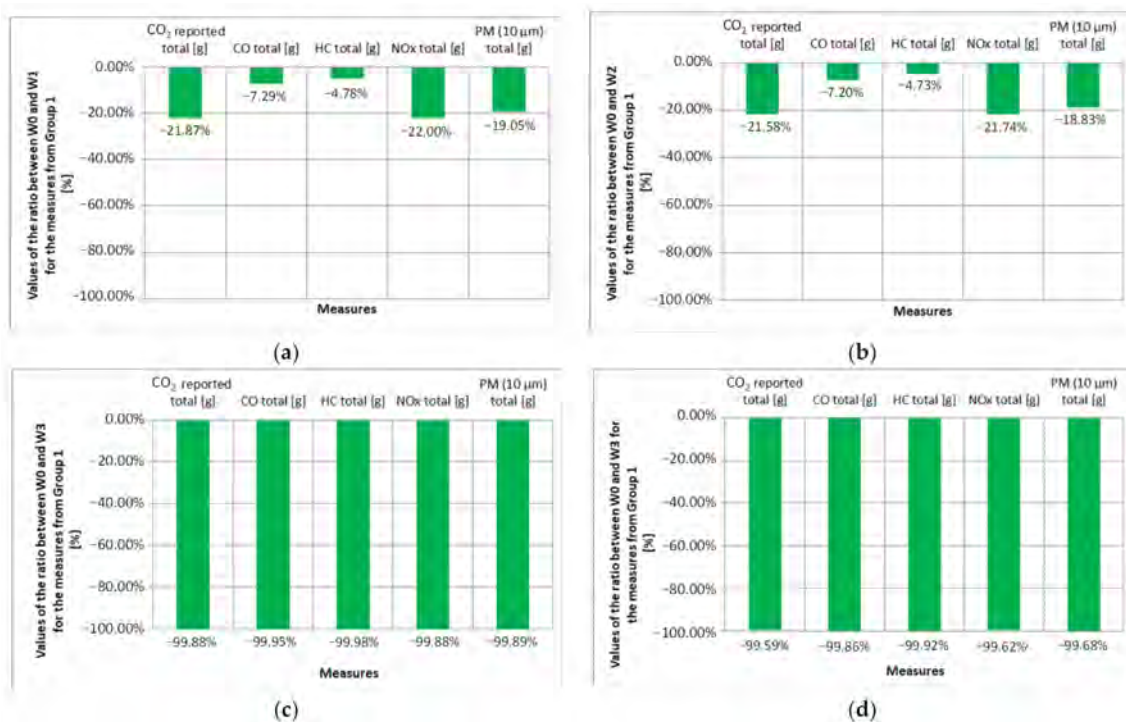 CO₂ reported
total [g]
CO total [g]
HC total [g]
NOx total [g]
PM (10 µm)
total [g]
0.00%
−20.00%
−40.00%
−60.00%
−80.00%
−100.00%
−21.87%
−7.29%
−4.78%
−22.00%
−19.05%
Values of the ratio between W0 and W1
for the measures from Group 1
[%]
Measures
(a)
CO₂ reported
total [g]
CO total [g]
HC total [g]
NOx total [g]
PM (10 µm)
total [g]
0.00%
−20.00%
−40.00%
−60.00%
−80.00%
−100.00%
−21.58%
−7.20%
−4.73%
−21.74%
−18.83%
Values of the ratio between W0 and W2
for the measures from Group 1
[%]
Measures
(b)
CO₂ reported
total [g]
CO total [g]
HC total [g]
NOx total [g]
PM (10 µm)
total [g]
0.00%
−20.00%
−40.00%
−60.00%
−80.00%
−100.00%
−99.88%
−99.95%
−99.98%
−99.88%
−99.89%
Values of the ratio between W0 and W3
for the measures from Group 1
[%]
Measures
(c)
CO₂ reported
total [g]
CO total [g]
HC total [g]
NOx total [g]
PM (10 µm)
total [g]
0.00%
−20.00%
−40.00%
−60.00%
−80.00%
−100.00%
−99.59%
−99.86%
−99.92%
−99.62%
−99.68%
Values of the ratio between W0 and W3 for
the measures from Group 1
[%]
Measures
(d)